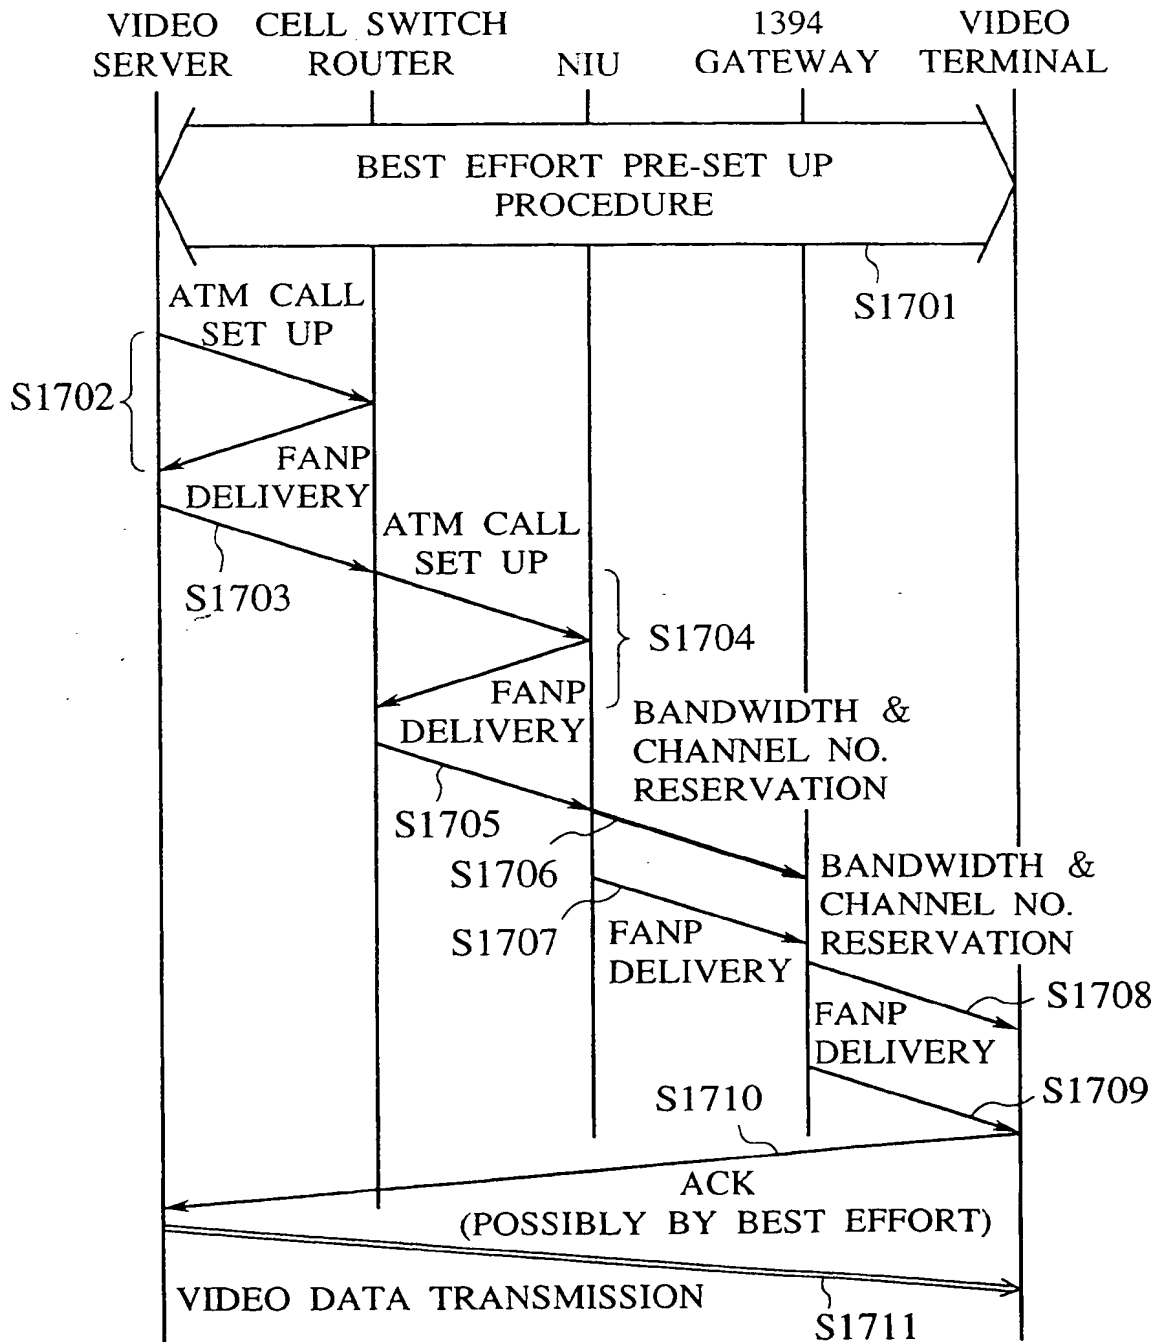 VIDEO
SERVER
CELL SWITCH
ROUTER
NIU
1394
GATEWAY
VIDEO
TERMINAL
BEST EFFORT PRE-SET UP
PROCEDURE
S1701
ATM CALL
SET UP
S1702
FANP
DELIVERY
S1703
ATM CALL
SET UP
S1704
FANP
DELIVERY
BANDWIDTH &
CHANNEL NO.
RESERVATION
S1705
S1706
BANDWIDTH &
CHANNEL NO.
RESERVATION
S1707
FANP
DELIVERY
S1708
FANP
DELIVERY
S1709
S1710
ACK
(POSSIBLY BY BEST EFFORT)
VIDEO DATA TRANSMISSION
S1711